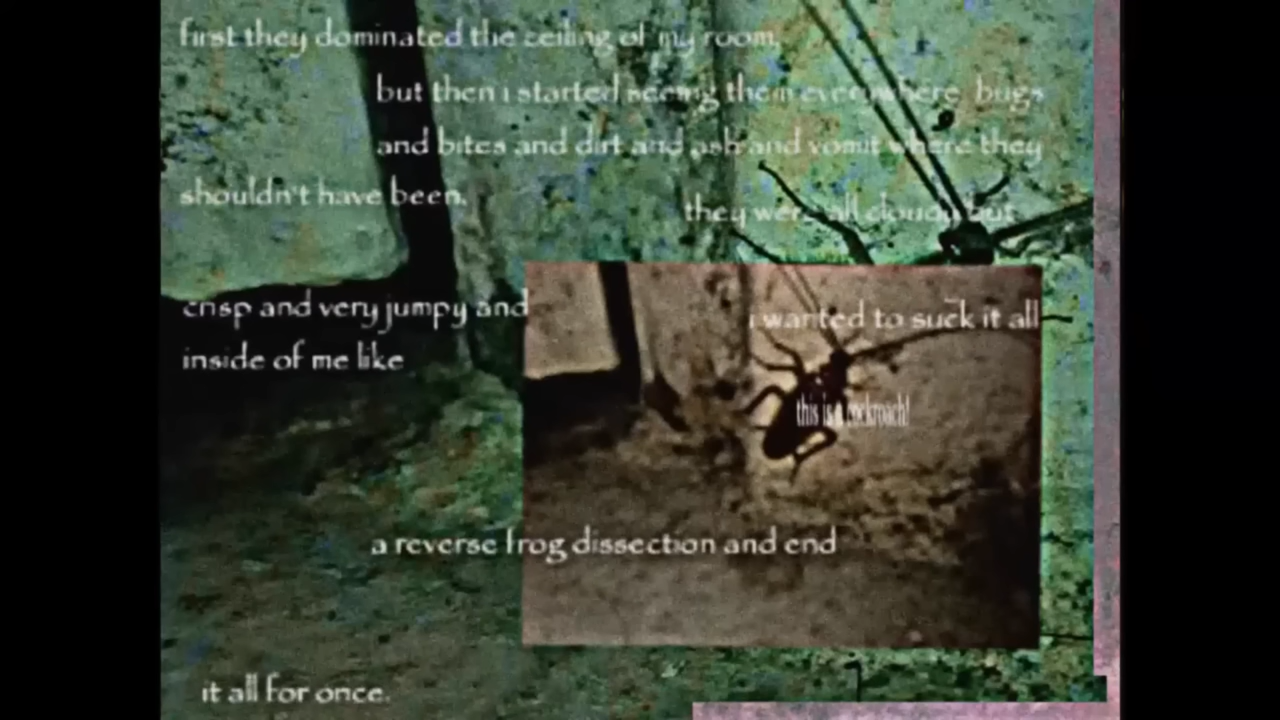 first they dominated the ceiling of my room,
but then i started seeing them everywhere, bugs
and bites and dirt and ash and vomit where they
shouldn't have been.
they were all cloudy but
crisp and very jumpy and
i wanted to suck it all
inside of me like
this is a cockroach!
a reverse frog dissection and end
it all for once.